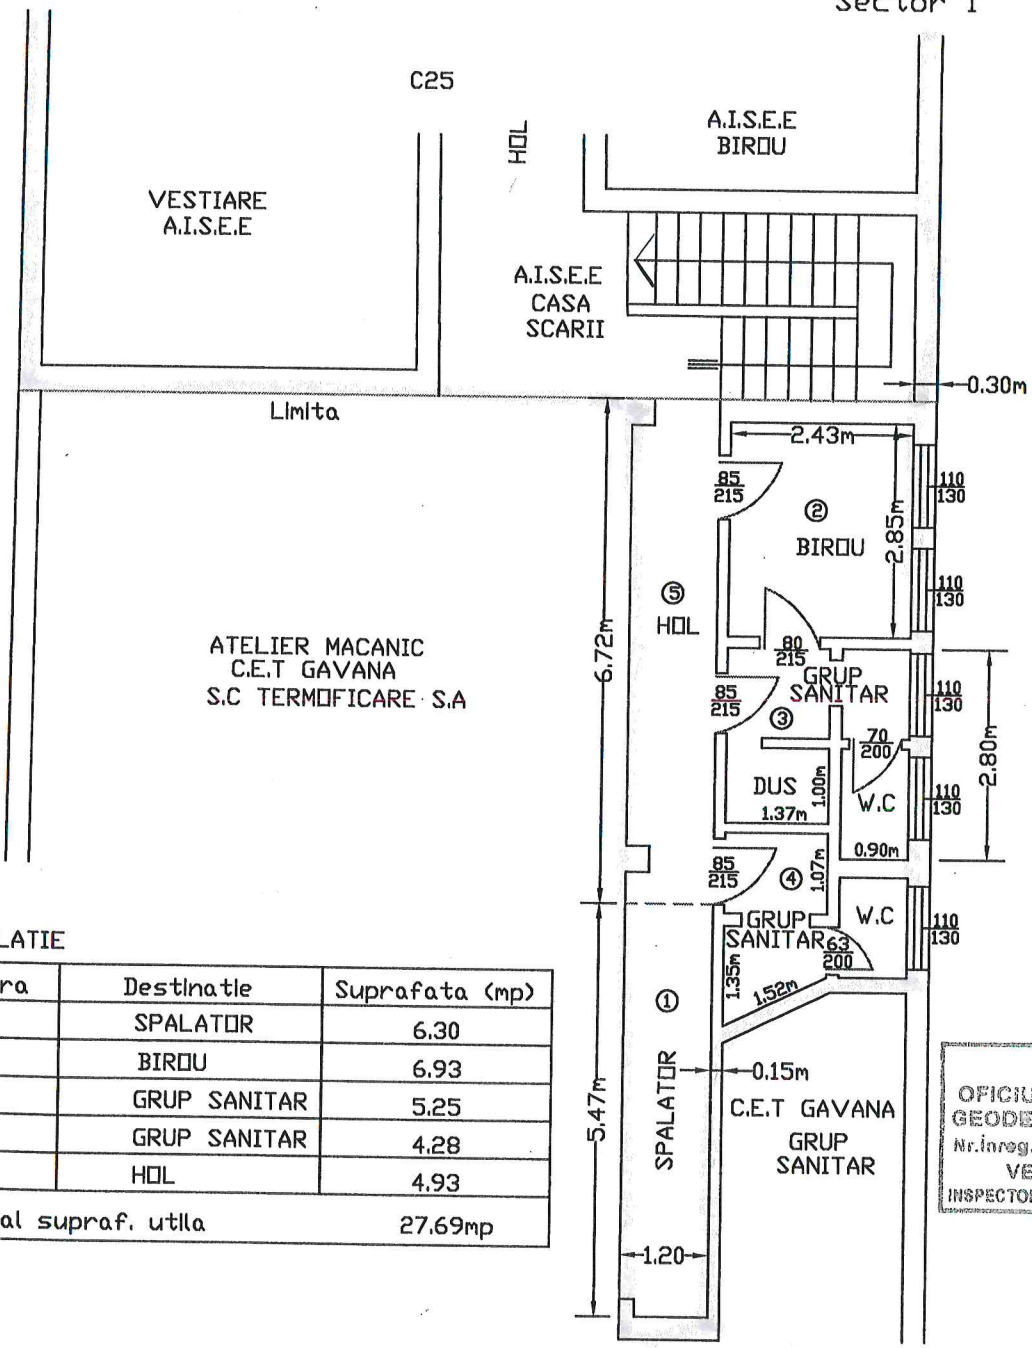 Sector 1
C25
HOL
A.I.S.E.E
BIROU
VESTIARE
A.I.S.E.E
A.I.S.E.E
CASA
SCARII
0.30m
Limita
2.43m
85
215
110
130
2
2.85m
BIROU
110
130
5
HOL
6.72m
ATELIER MACANIC
C.E.T GAVANA
S.C TERMOFICARE S.A
80
215
GRUP
SANITAR
85
215
3
110
130
70
200
2.80m
DUS
1.00m
1.37m
W.C
110
130
0.90m
85
215
4
1.07m
GRUP
SANITAR
W.C
110
130
63
200
1.35m
1.52m
LATIE
ra Destinatie Suprafata (mp)
SPALATOR 6.30
BIROU 6.93
GRUP SANITAR 5.25
GRUP SANITAR 4.28
HOL 4.93
al supraf. utila 27.69mp
1
SPALATOR
5.47m
0.15m
C.E.T GAVANA
GRUP
SANITAR
1.20
OFICIU
GEODE
Nr.înreg.
VE
INSPECTO